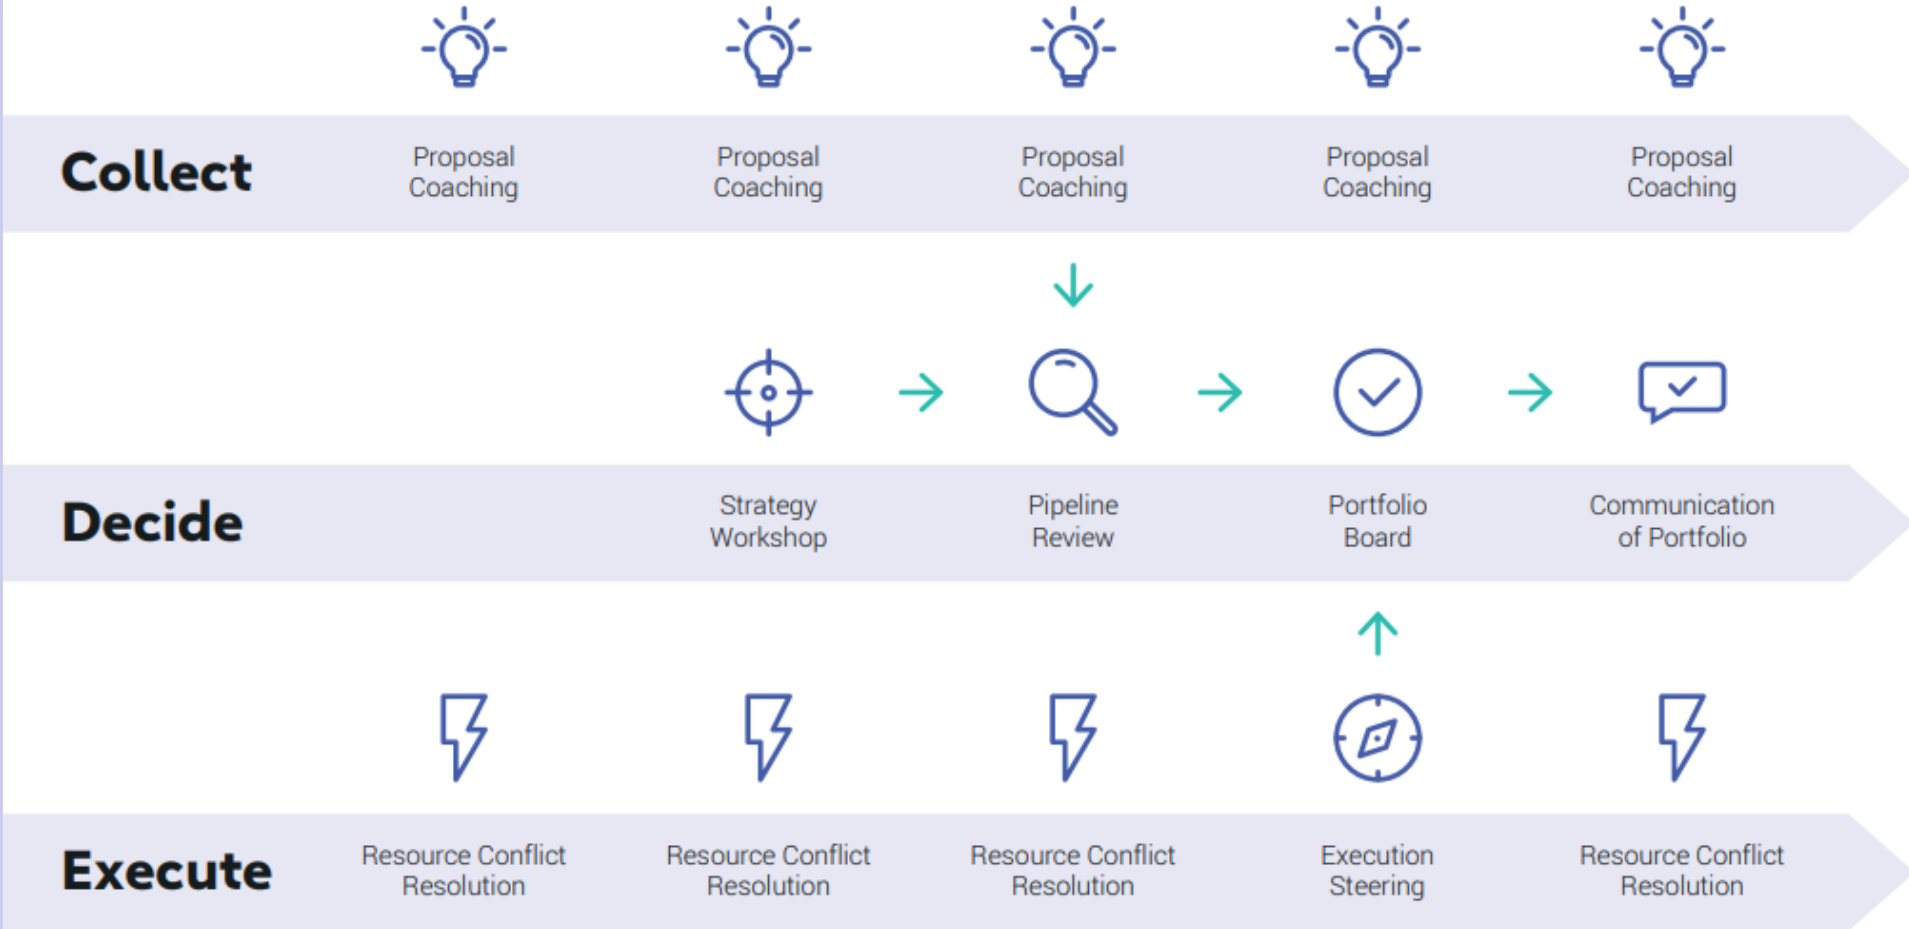 Collect
Proposal
Coaching
Proposal
Coaching
Proposal
Coaching
Proposal
Coaching
Proposal
Coaching
Decide
Strategy
Workshop
Pipeline
Review
Portfolio
Board
Communication
of Portfolio
Execute
Resource Conflict
Resolution
Resource Conflict
Resolution
Resource Conflict
Resolution
Execution
Steering
Resource Conflict
Resolution